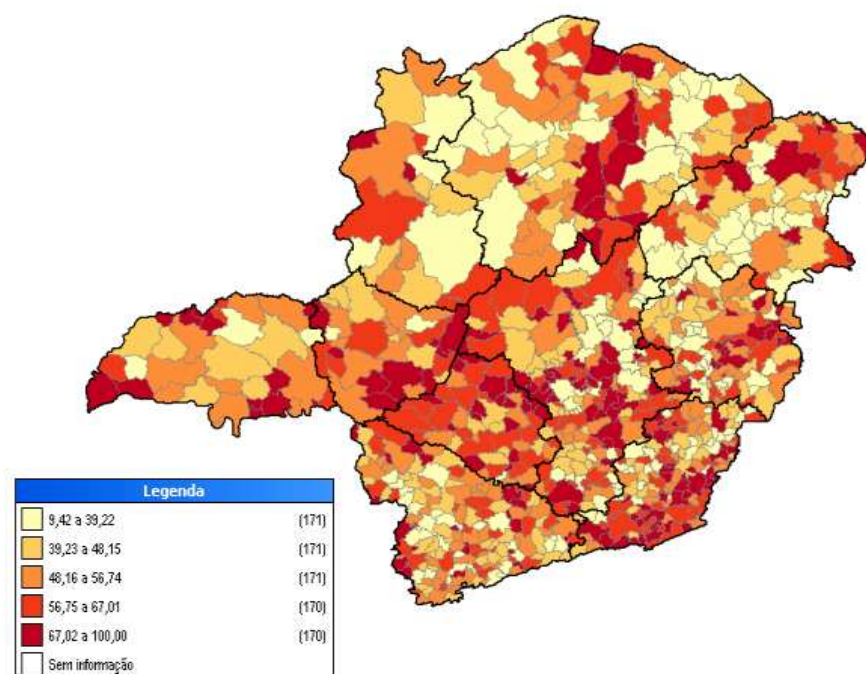 Legenda
9,42 a 39,22 (171)
39,23 a 48,15 (171)
48,16 a 56,74 (171)
56,75 a 67,01 (170)
67,02 a 100,00 (170)
Sem informação